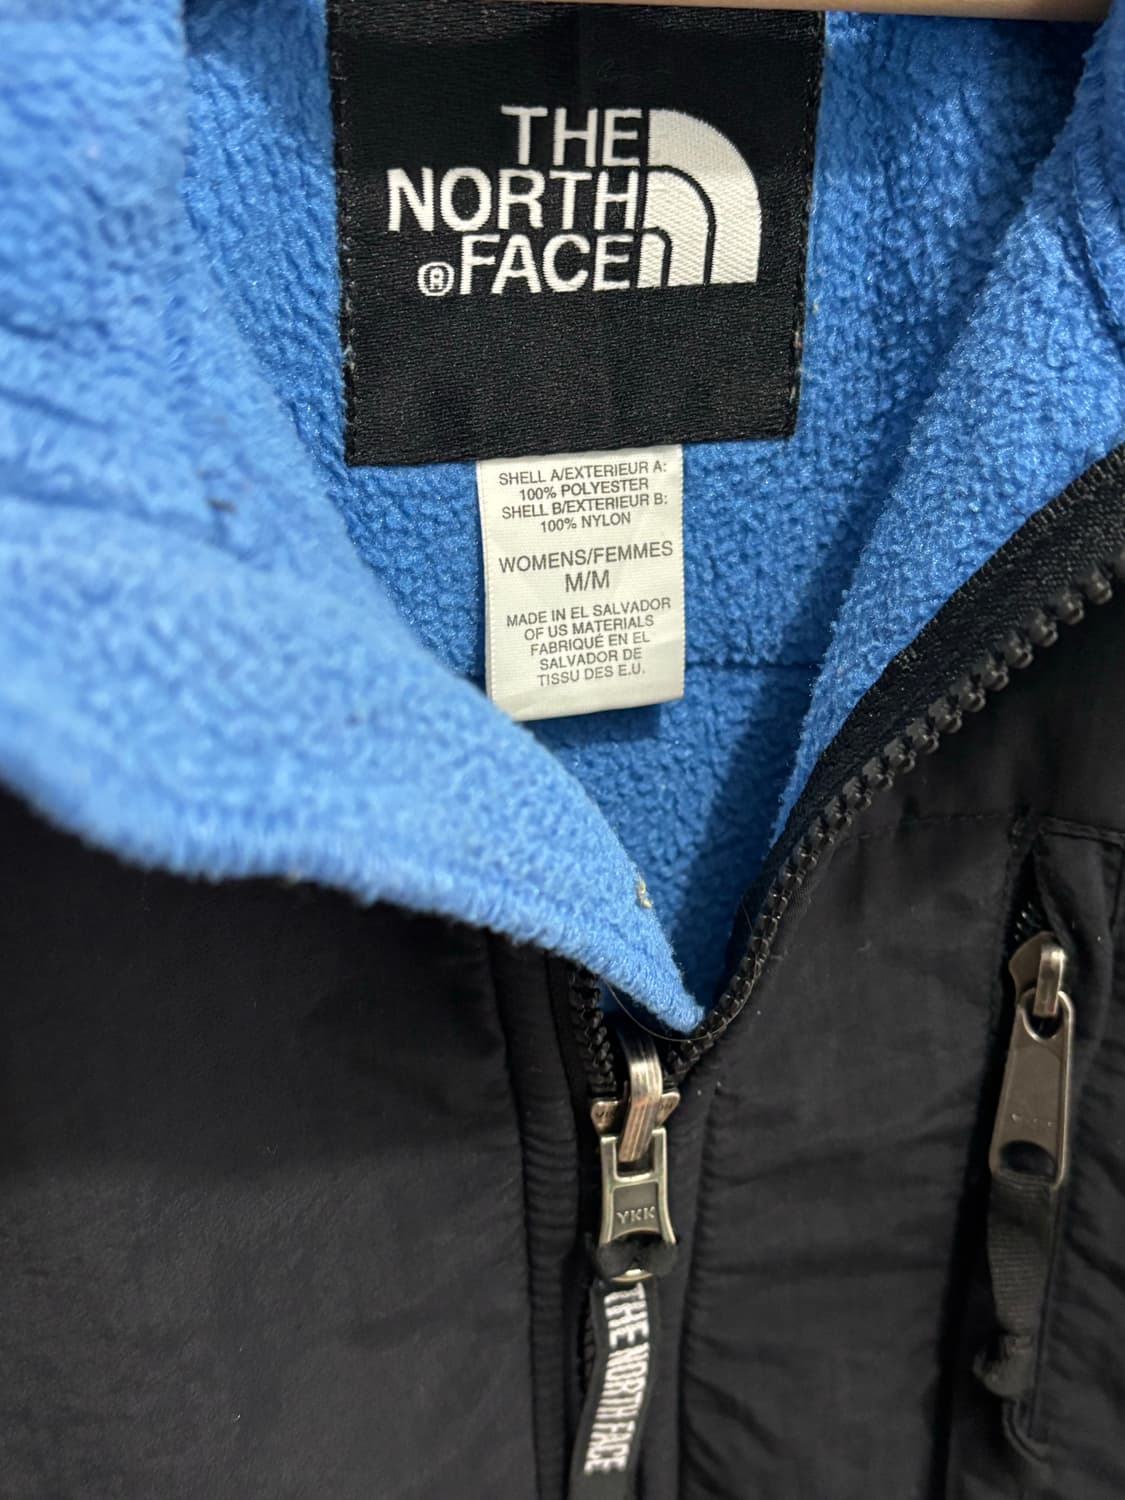 THE
NORTH
®FACE
SHELL A/EXTERIEUR A:
100% POLYESTER
SHELL B/EXTERIEUR B:
100% NYLON
WOMENS/FEMMES
M/M
MADE IN EL SALVADOR
OF US MATERIALS
FABRIQUÉ EN EL
SALVADOR DE
TISSU DES E.U.
YKK
THE NORTH FACE